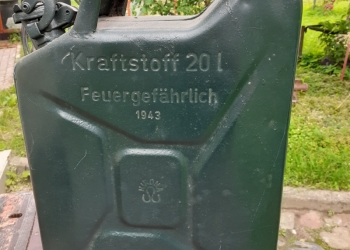 Kraftstoff 20 l
Feuergefährlich
1943